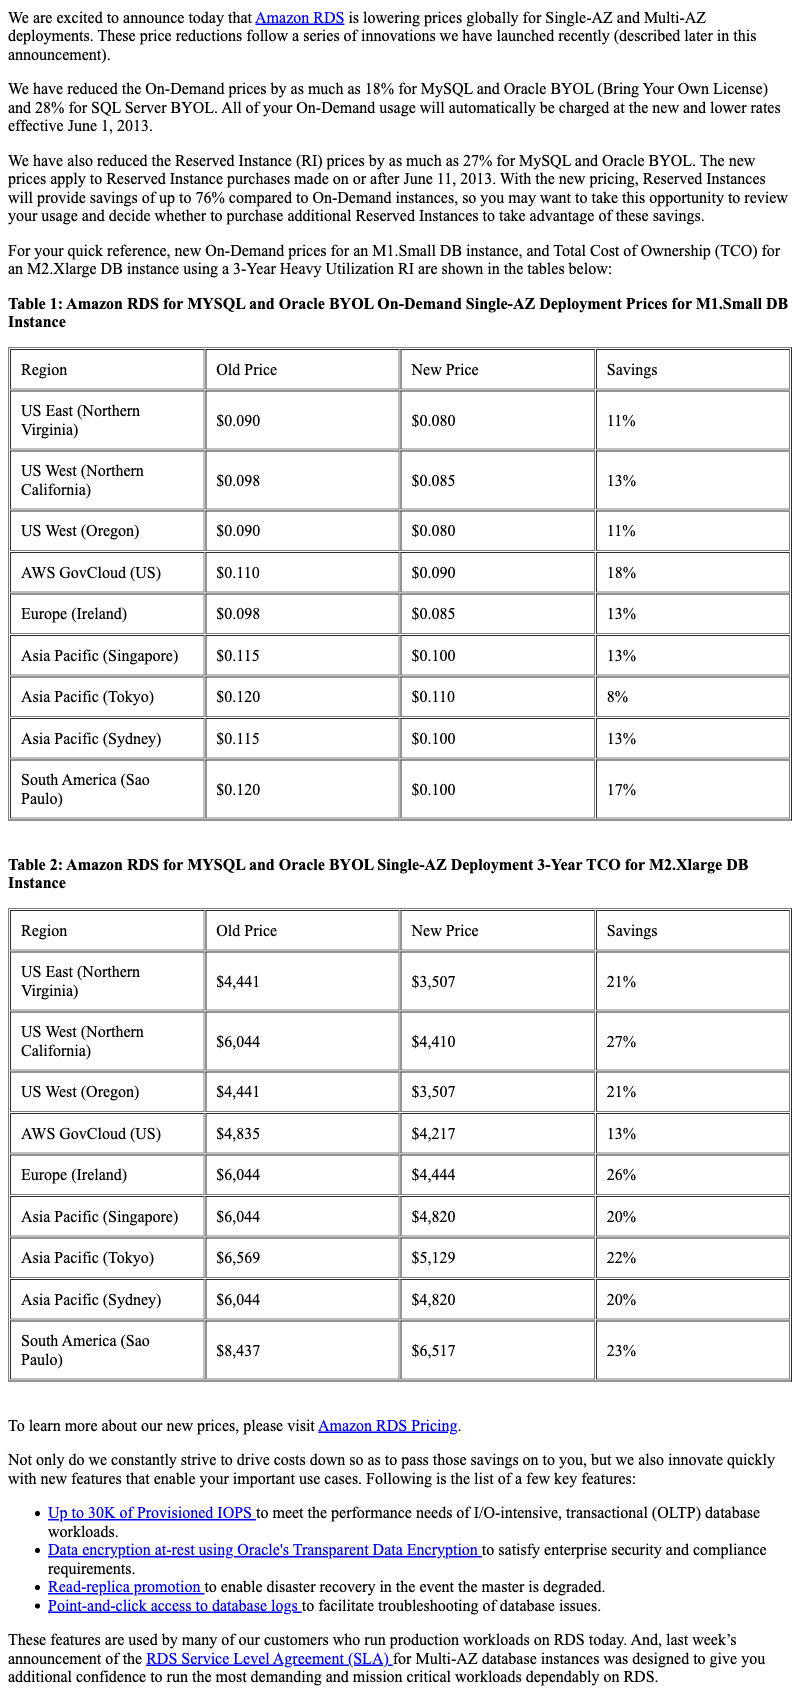 We are excited to announce today that Amazon RDS is lowering prices globally for Single-AZ and Multi-AZ
deployments. These price reductions follow a series of innovations we have launched recently (described later in this
announcement).
We have reduced the On-Demand prices by as much as 18% for MySQL and Oracle BYOL (Bring Your Own License)
and 28% for SQL Server BYOL. All of your On-Demand usage will automatically be charged at the new and lower rates
effective June 1, 2013.
We have also reduced the Reserved Instance (RI) prices by as much as 27% for MySQL and Oracle BYOL. The new
prices apply to Reserved Instance purchases made on or after June 11, 2013. With the new pricing, Reserved Instances
will provide savings of up to 76% compared to On-Demand instances, so you may want to take this opportunity to review
your usage and decide whether to purchase additional Reserved Instances to take advantage of these savings.
For your quick reference, new On-Demand prices for an M1.Small DB instance, and Total Cost of Ownership (TCO) for
an M2.Xlarge DB instance using a 3-Year Heavy Utilization RI are shown in the tables below:
Table 1: Amazon RDS for MYSQL and Oracle BYOL On-Demand Single-AZ Deployment Prices for M1.Small DB
Instance
Region Old Price New Price Savings
US East (Northern
Virginia) $0.090 $0.080 11%
US West (Northern
California) $0.098 $0.085 13%
US West (Oregon) $0.090 $0.080 11%
AWS GovCloud (US) $0.110 $0.090 18%
Europe (Ireland) $0.098 $0.085 13%
Asia Pacific (Singapore) $0.115 $0.100 13%
Asia Pacific (Tokyo) $0.120 $0.110 8%
Asia Pacific (Sydney) $0.115 $0.100 13%
South America (Sao
Paulo) $0.120 $0.100 17%
Table 2: Amazon RDS for MYSQL and Oracle BYOL Single-AZ Deployment 3-Year TCO for M2.Xlarge DB
Instance
Region Old Price New Price Savings
US East (Northern
Virginia) $4,441 $3,507 21%
US West (Northern
California) $6,044 $4,410 27%
US West (Oregon) $4,441 $3,507 21%
AWS GovCloud (US) $4,835 $4,217 13%
Europe (Ireland) $6,044 $4,444 26%
Asia Pacific (Singapore) $6,044 $4,820 20%
Asia Pacific (Tokyo) $6,569 $5,129 22%
Asia Pacific (Sydney) $6,044 $4,820 20%
South America (Sao
Paulo) $8,437 $6,517 23%
To learn more about our new prices, please visit Amazon RDS Pricing.
Not only do we constantly strive to drive costs down so as to pass those savings on to you, but we also innovate quickly
with new features that enable your important use cases. Following is the list of a few key features:
• Up to 30K of Provisioned IOPS to meet the performance needs of I/O-intensive, transactional (OLTP) database
workloads.
• Data encryption at-rest using Oracle's Transparent Data Encryption to satisfy enterprise security and compliance
requirements.
• Read-replica promotion to enable disaster recovery in the event the master is degraded.
• Point-and-click access to database logs to facilitate troubleshooting of database issues.
These features are used by many of our customers who run production workloads on RDS today. And, last week’s
announcement of the RDS Service Level Agreement (SLA) for Multi-AZ database instances was designed to give you
additional confidence to run the most demanding and mission critical workloads dependably on RDS.